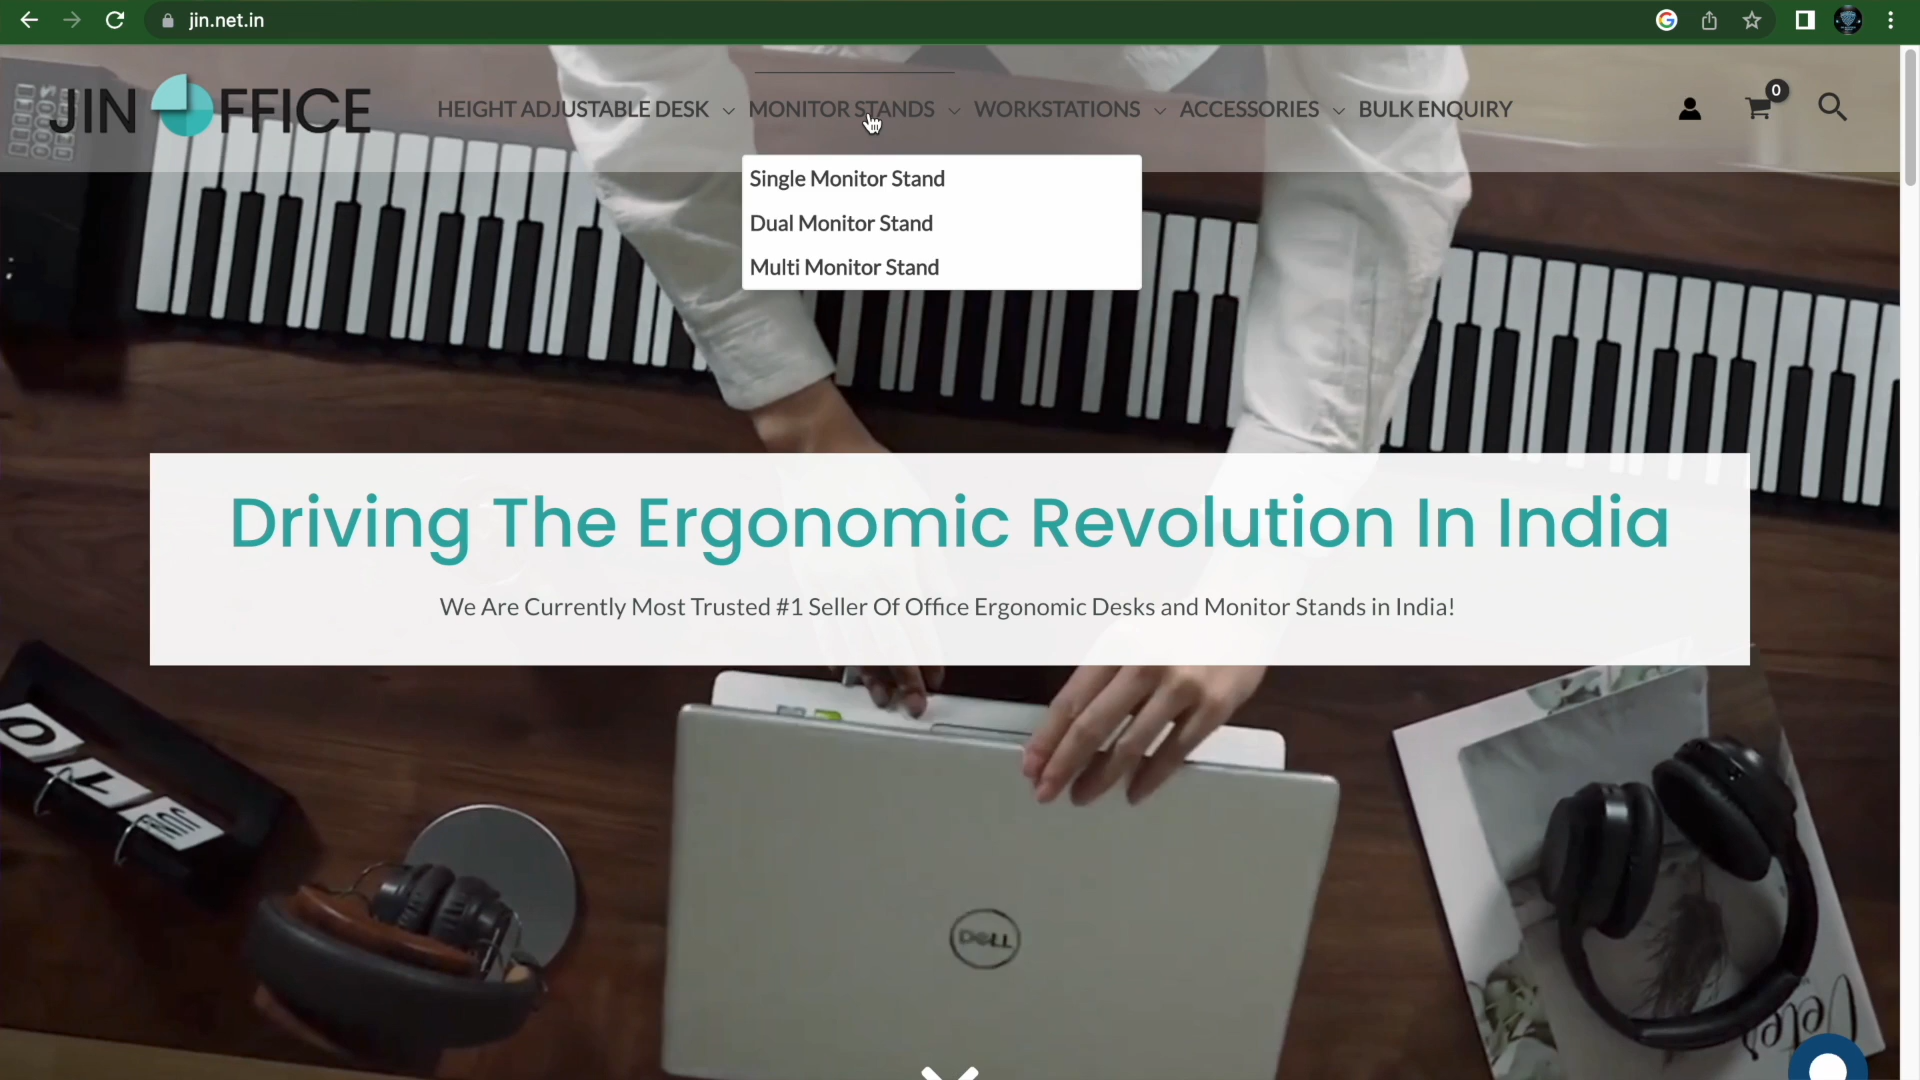 jin.net.in
JIN OFFICE
HEIGHT ADJUSTABLE DESK
MONITOR STANDS
WORKSTATIONS
ACCESSORIES
BULK ENQUIRY
0
Single Monitor Stand
Dual Monitor Stand
Multi Monitor Stand
Driving The Ergonomic Revolution In India
We Are Currently Most Trusted #1 Seller Of Office Ergonomic Desks and Monitor Stands in India!
DELL